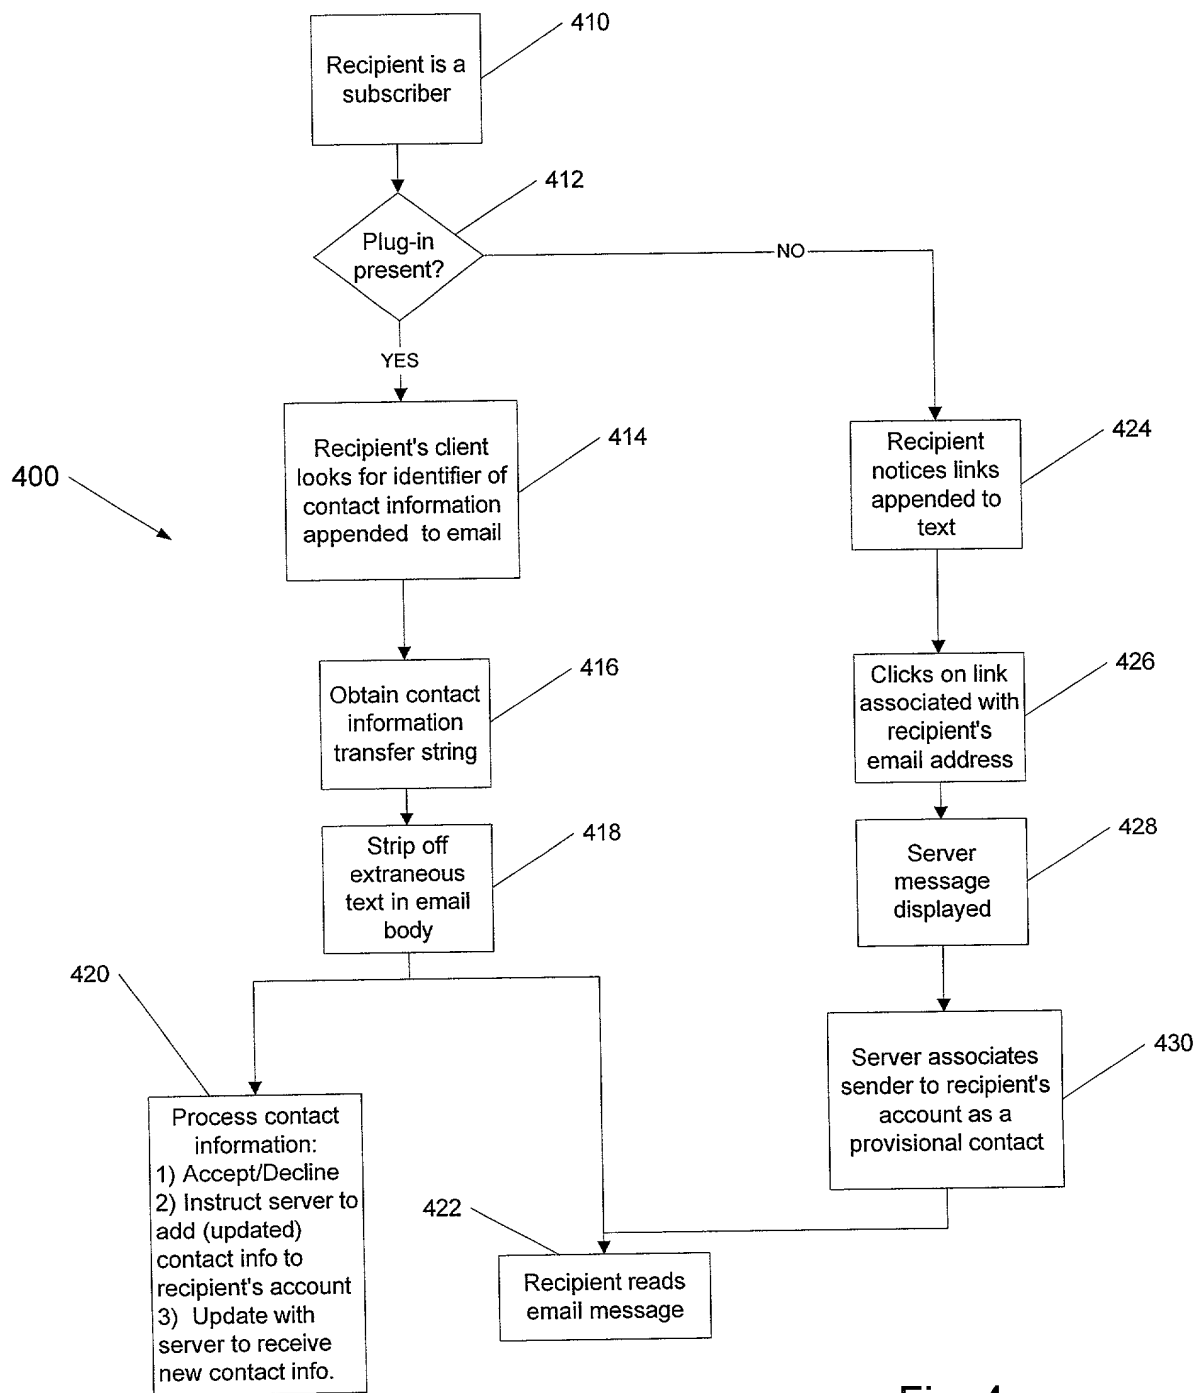 410
Recipient is a
subscriber
412
Plug-in
present?
NO
YES
Recipient's client
looks for identifier of
contact information
appended to email
414
Recipient
notices links
appended to
text
424
400
Obtain contact
information
transfer string
416
Clicks on link
associated with
recipient's
email address
426
Strip off
extraneous
text in email
body
418
Server
message
displayed
428
420
Server associates
sender to recipient's
account as a
provisional contact
430
Process contact
information:
1) Accept/Decline
2) Instruct server to
add (updated)
contact info to
recipient's account
3) Update with
server to receive
new contact info.
422
Recipient reads
email message